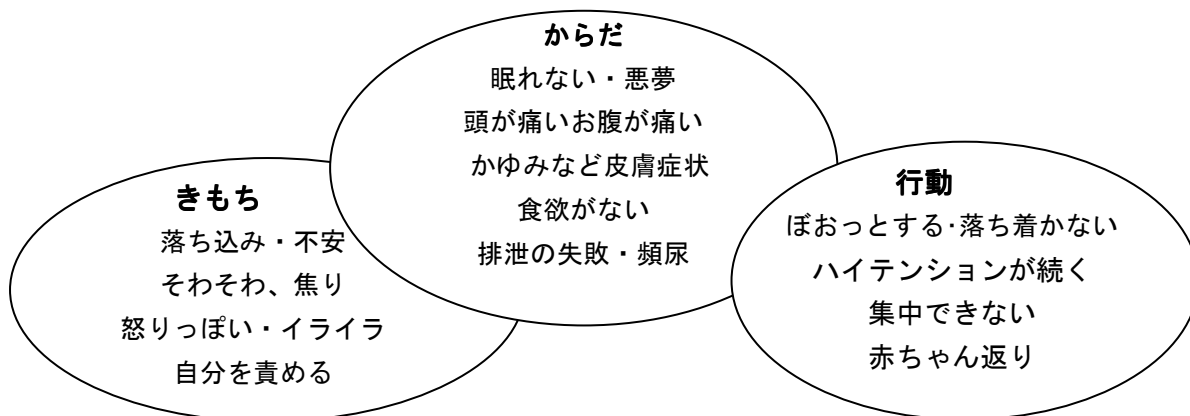 からだ
眠れない・悪夢
頭が痛いお腹が痛い
かゆみなど皮膚症状
食欲がない
排泄の失敗・頻尿
きもち
落ち込み・不安
そわそわ、焦り
怒りっぽい・イライラ
自分を責める
行動
ぼおっとする・落ち着かない
ハイテンションが続く
集中できない
赤ちゃん返り